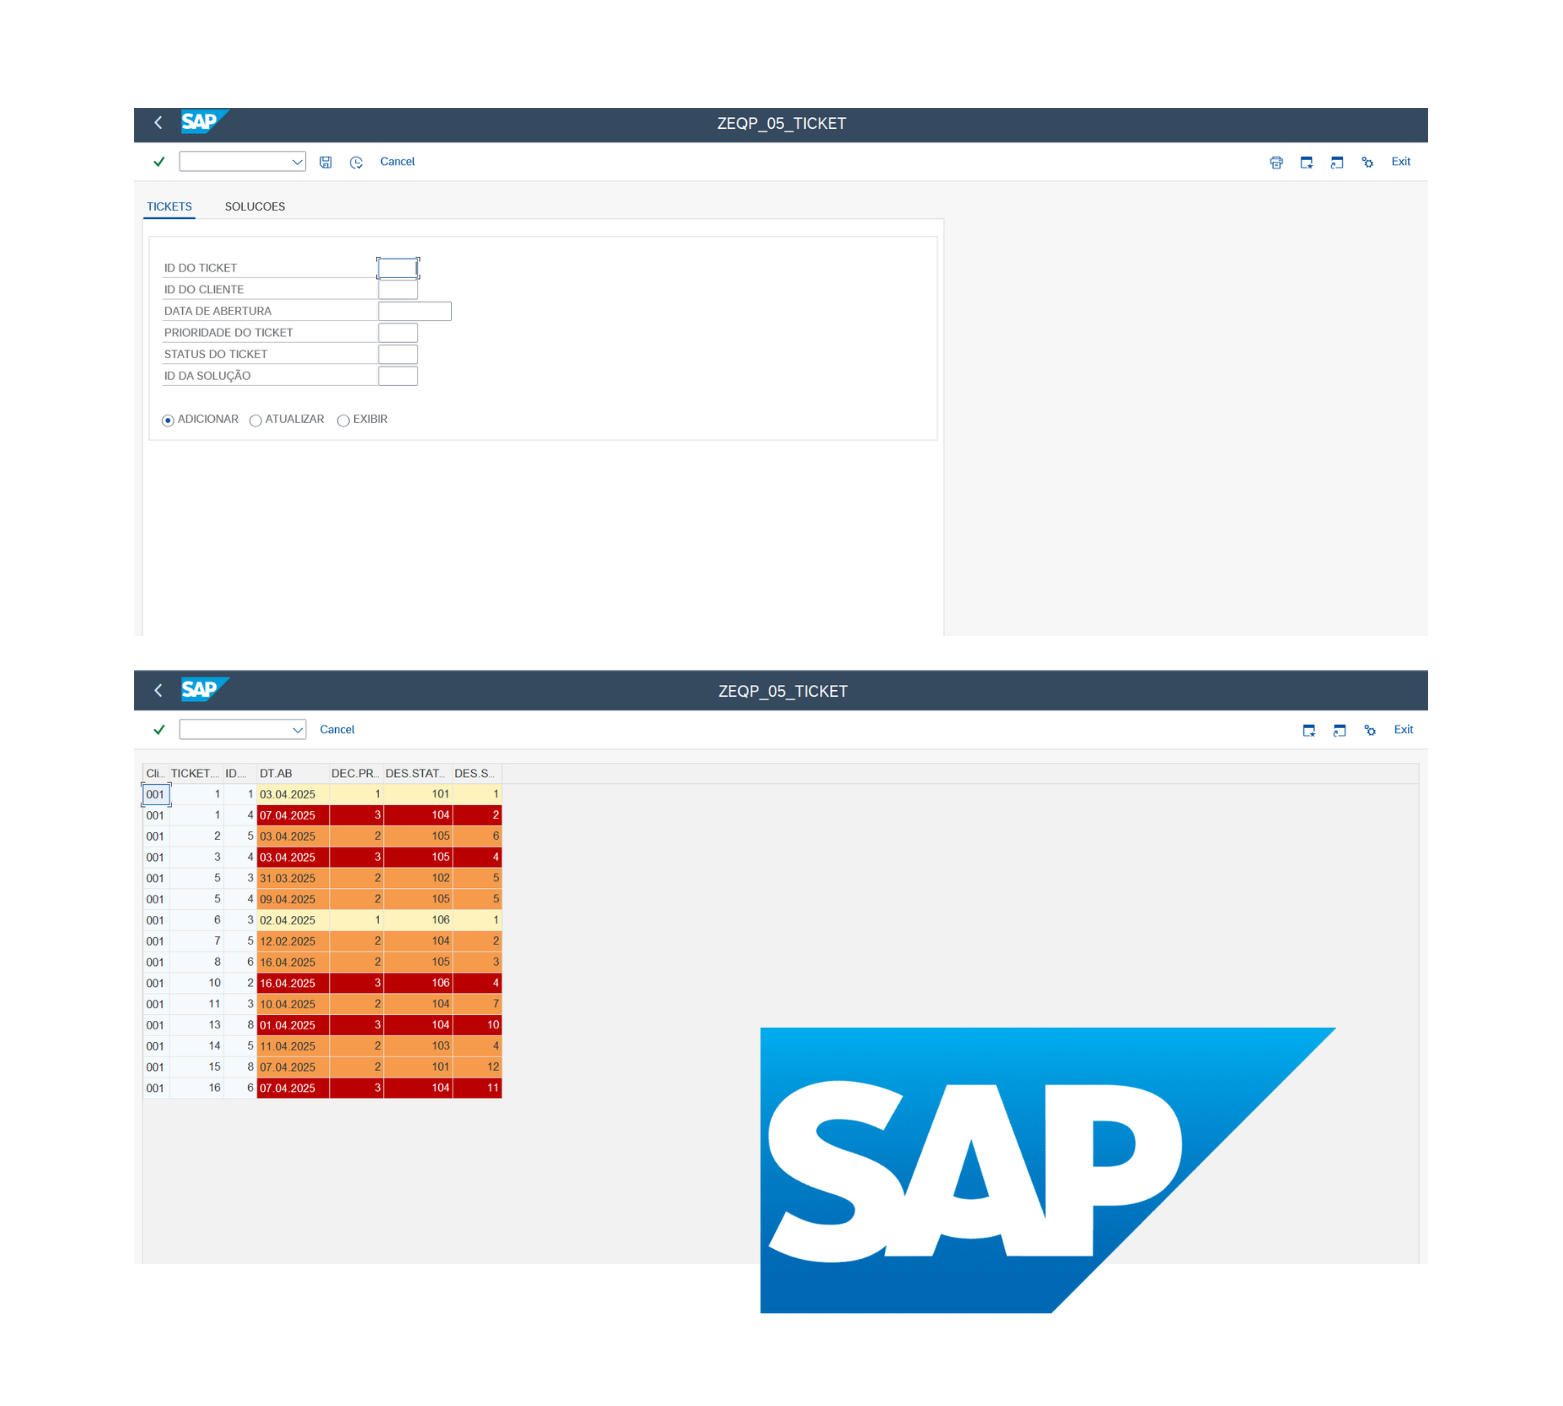 SAP ZEQP_05_TICKET
Cancel Exit
TICKETS SOLUCOES
ID DO TICKET
ID DO CLIENTE
DATA DE ABERTURA
PRIORIDADE DO TICKET
STATUS DO TICKET
ID DA SOLUÇÃO
ADICIONAR ATUALIZAR EXIBIR
SAP ZEQP_05_TICKET
Cancel Exit
Cli... TICKET... ID... DT.AB DEC.PR... DES.STAT... DES.S...
001 1 1 03.04.2025 1 101 1
001 1 4 07.04.2025 3 104 2
001 2 5 03.04.2025 2 105 6
001 3 4 03.04.2025 3 105 4
001 5 3 31.03.2025 2 102 5
001 5 4 09.04.2025 2 105 5
001 6 3 02.04.2025 1 106 1
001 7 5 12.02.2025 2 104 2
001 8 6 16.04.2025 2 105 3
001 10 2 16.04.2025 3 106 4
001 11 3 10.04.2025 2 104 7
001 13 8 01.04.2025 3 104 10
001 14 5 11.04.2025 2 103 4
001 15 8 07.04.2025 2 101 12
001 16 6 07.04.2025 3 104 11
SAP